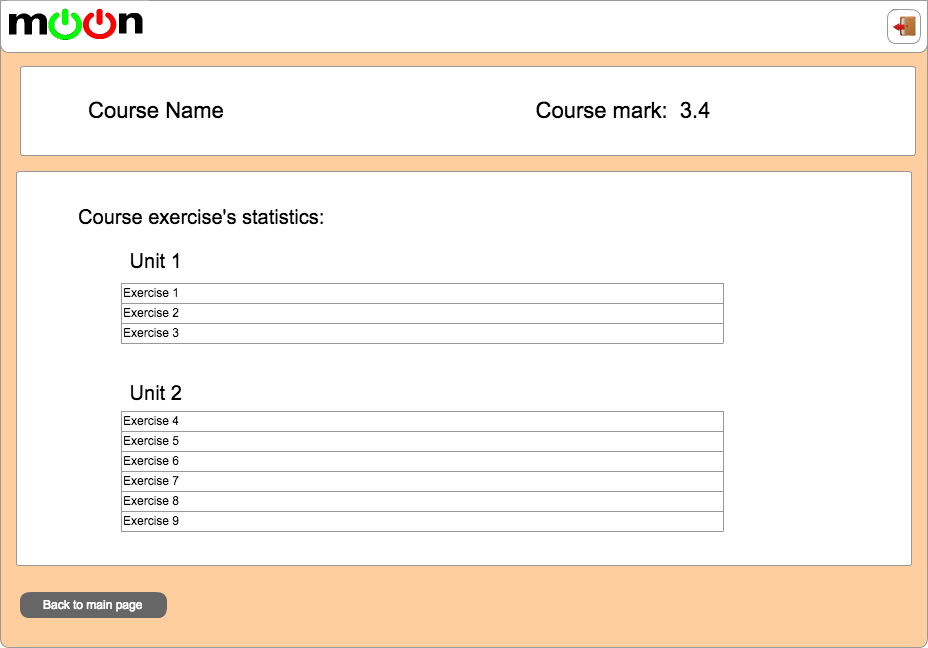 moon
Course Name Course mark: 3.4
Course exercise's statistics:
Unit 1
Exercise 1
Exercise 2
Exercise 3
Unit 2
Exercise 4
Exercise 5
Exercise 6
Exercise 7
Exercise 8
Exercise 9
Back to main page